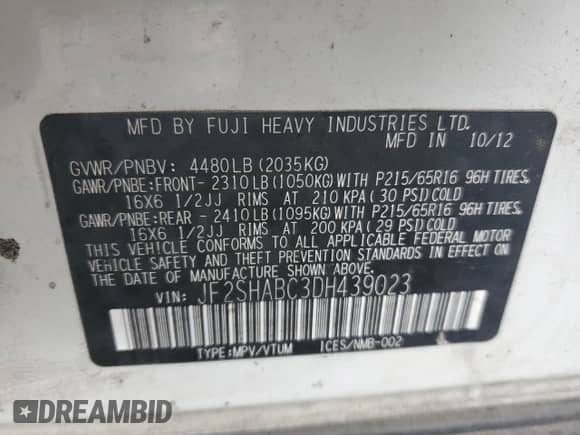 MFD BY FUJI HEAVY INDUSTRIES LTD.
MFD IN 10/12
GVWR/PNBV: 4480LB (2035KG)
GAWR/PNBE:FRONT- 2310LB (1050KG) WITH P215/65R16 96H TIRES,
16X6 1/2JJ RIMS AT 210 KPA (30 PSI) COLD
GAWR/PNBE:REAR - 2410LB (1095KG) WITH P215/65R16 96H TIRES,
16X6 1/2JJ RIMS AT 200 KPA (29 PSI) COLD
THIS VEHICLE CONFORMS TO ALL APPLICABLE FEDERAL MOTOR
VEHICLE SAFETY AND THEFT PREVENTION STANDARDS IN EFFECT ON
THE DATE OF MANUFACTURE SHOWN ABOVE.
VIN: JF2SHABC3DH439023
TYPE:MPV/VTUM ICES/NMB-002
DREAMBID